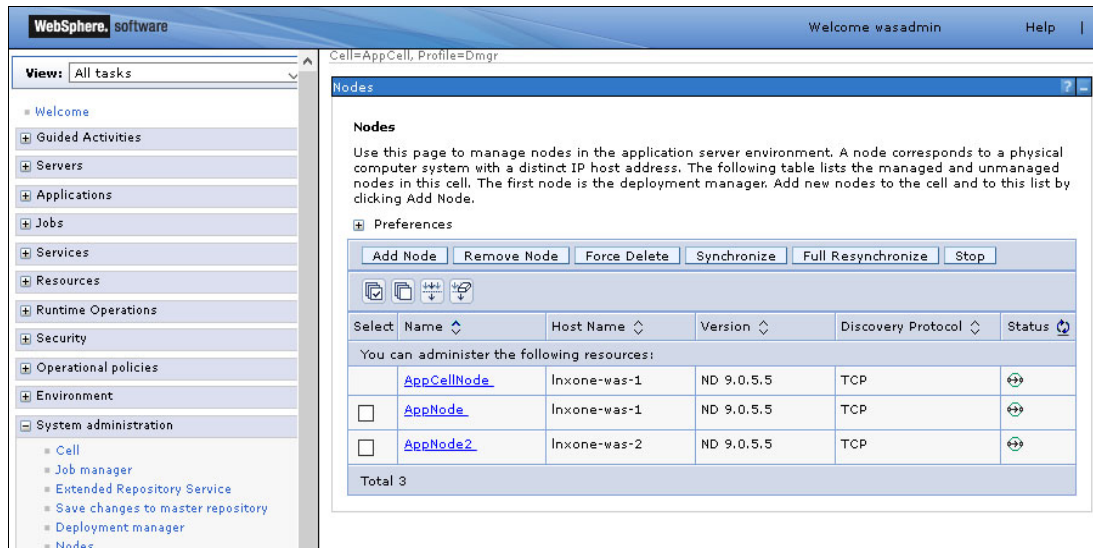 WebSphere. software
Welcome wasadmin
Help |
View: All tasks
Welcome
Guided Activities
Servers
Applications
Jobs
Services
Resources
Runtime Operations
Security
Operational policies
Environment
System administration
Cell
Job manager
Extended Repository Service
Save changes to master repository
Deployment manager
Nodes
Cell=AppCell, Profile=Dmgr
Nodes
Nodes
Use this page to manage nodes in the application server environment. A node corresponds to a physical
computer system with a distinct IP host address. The following table lists the managed and unmanaged
nodes in this cell. The first node is the deployment manager. Add new nodes to the cell and to this list by
clicking Add Node.
Preferences
Add Node Remove Node Force Delete Synchronize Full Resynchronize Stop
Select Name Host Name Version Discovery Protocol Status
You can administer the following resources:
AppCellNode lnxone-was-1 ND 9.0.5.5 TCP
AppNode lnxone-was-1 ND 9.0.5.5 TCP
AppNode2 lnxone-was-2 ND 9.0.5.5 TCP
Total 3